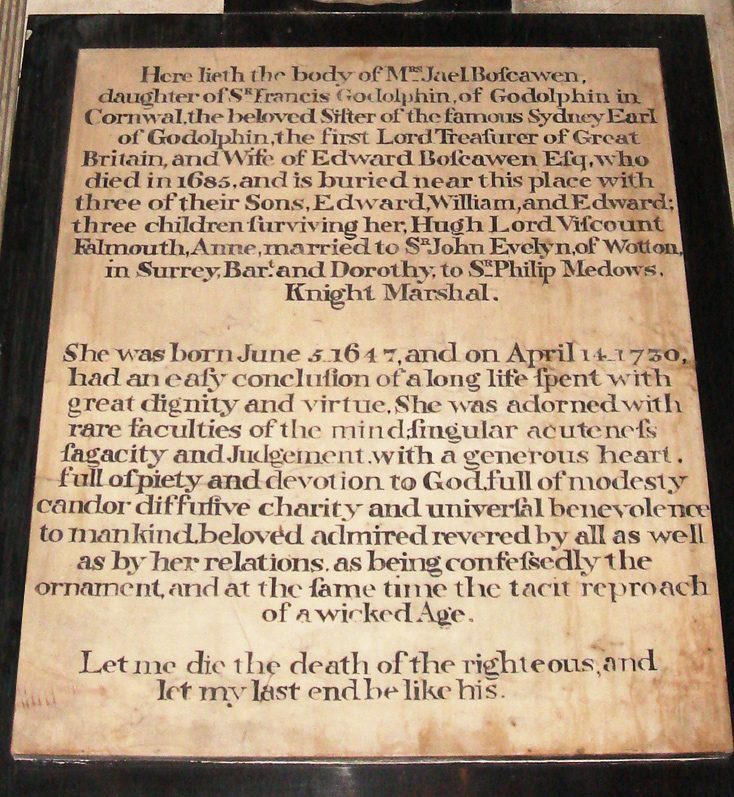 Here lieth the body of Mʳˢ Jael Boſcawen,
daughter of Sᴿ Francis Godolphin, of Godolphin in
Cornwal, the beloved Siſter of the famous Sydney Earl
of Godolphin, the first Lord Treaſurer of Great
Britain, and Wife of Edward Boſcawen Eſq, who
died in 1685, and is buried near this place with
three of their Sons, Edward, William, and Edward;
three children ſurviving her, Hugh Lord Viſcount
Falmouth, Anne, married to Sᴿ John Evelyn, of Wotton,
in Surrey, Bar.ᵗ and Dorothy, to Sᴿ Philip Medows.
Knight Marshal.
She was born June 5. 1647, and on April 14. 1730,
had an eaſy concluſion of a long life ſpent with
great dignity and virtue. She was adorned with
rare faculties of the mind; ſingular acuteneſs
ſagacity and Judgement. with a generous heart.
full of piety and devotion to God. full of modesty
candor diffuſive charity and univerſal benevolence
to mankind. beloved admired revered by all as well
as by her relations. as being confeſsedly the
ornament, and at the ſame time the tacit reproach
of a wicked Age.
Let me die the death of the righteous, and
let my last end be like his.